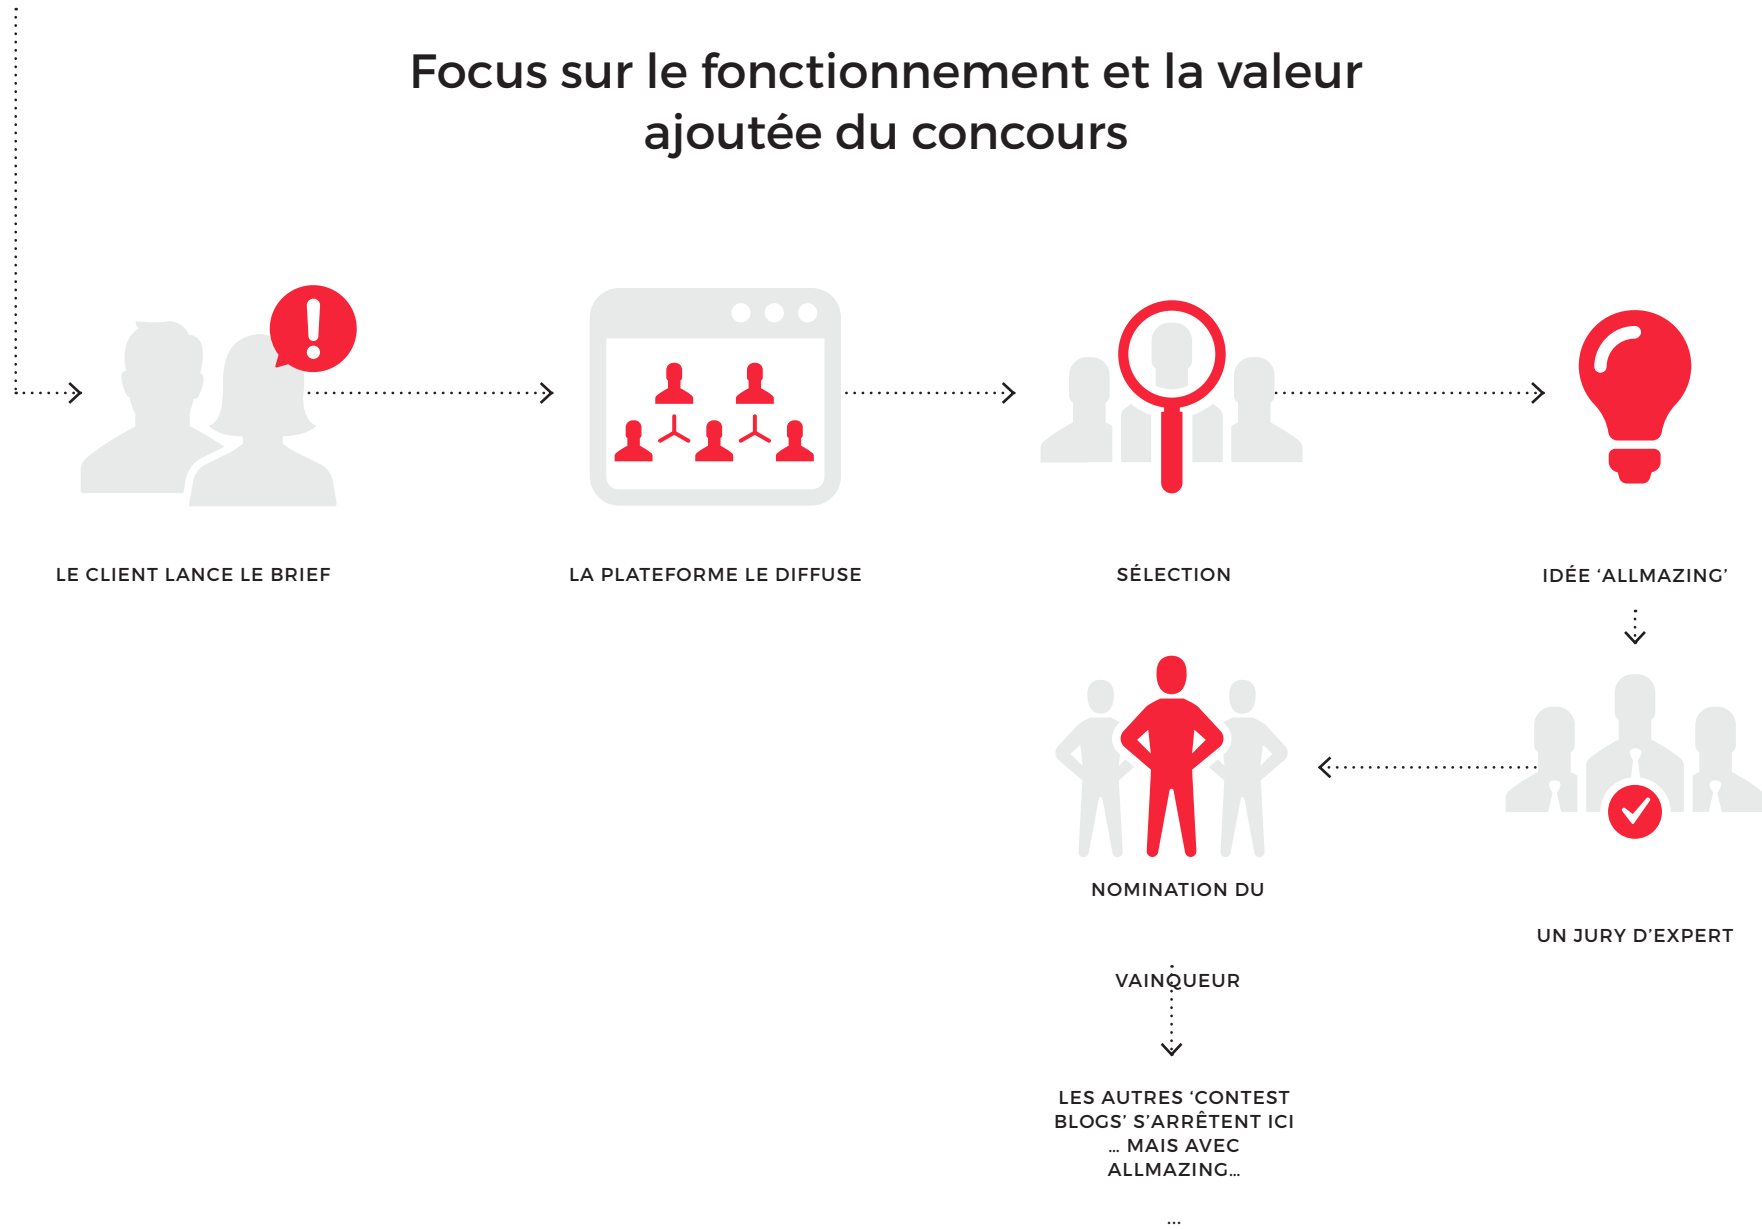 Focus sur le fonctionnement et la valeur
ajoutée du concours
LE CLIENT LANCE LE BRIEF
LA PLATEFORME LE DIFFUSE
SÉLECTION
IDÉE ‘ALLMAZING’
UN JURY D’EXPERT
NOMINATION DU
VAINQUEUR
LES AUTRES ‘CONTEST
BLOGS’ S’ARRÊTENT ICI
... MAIS AVEC
ALLMAZING...
...